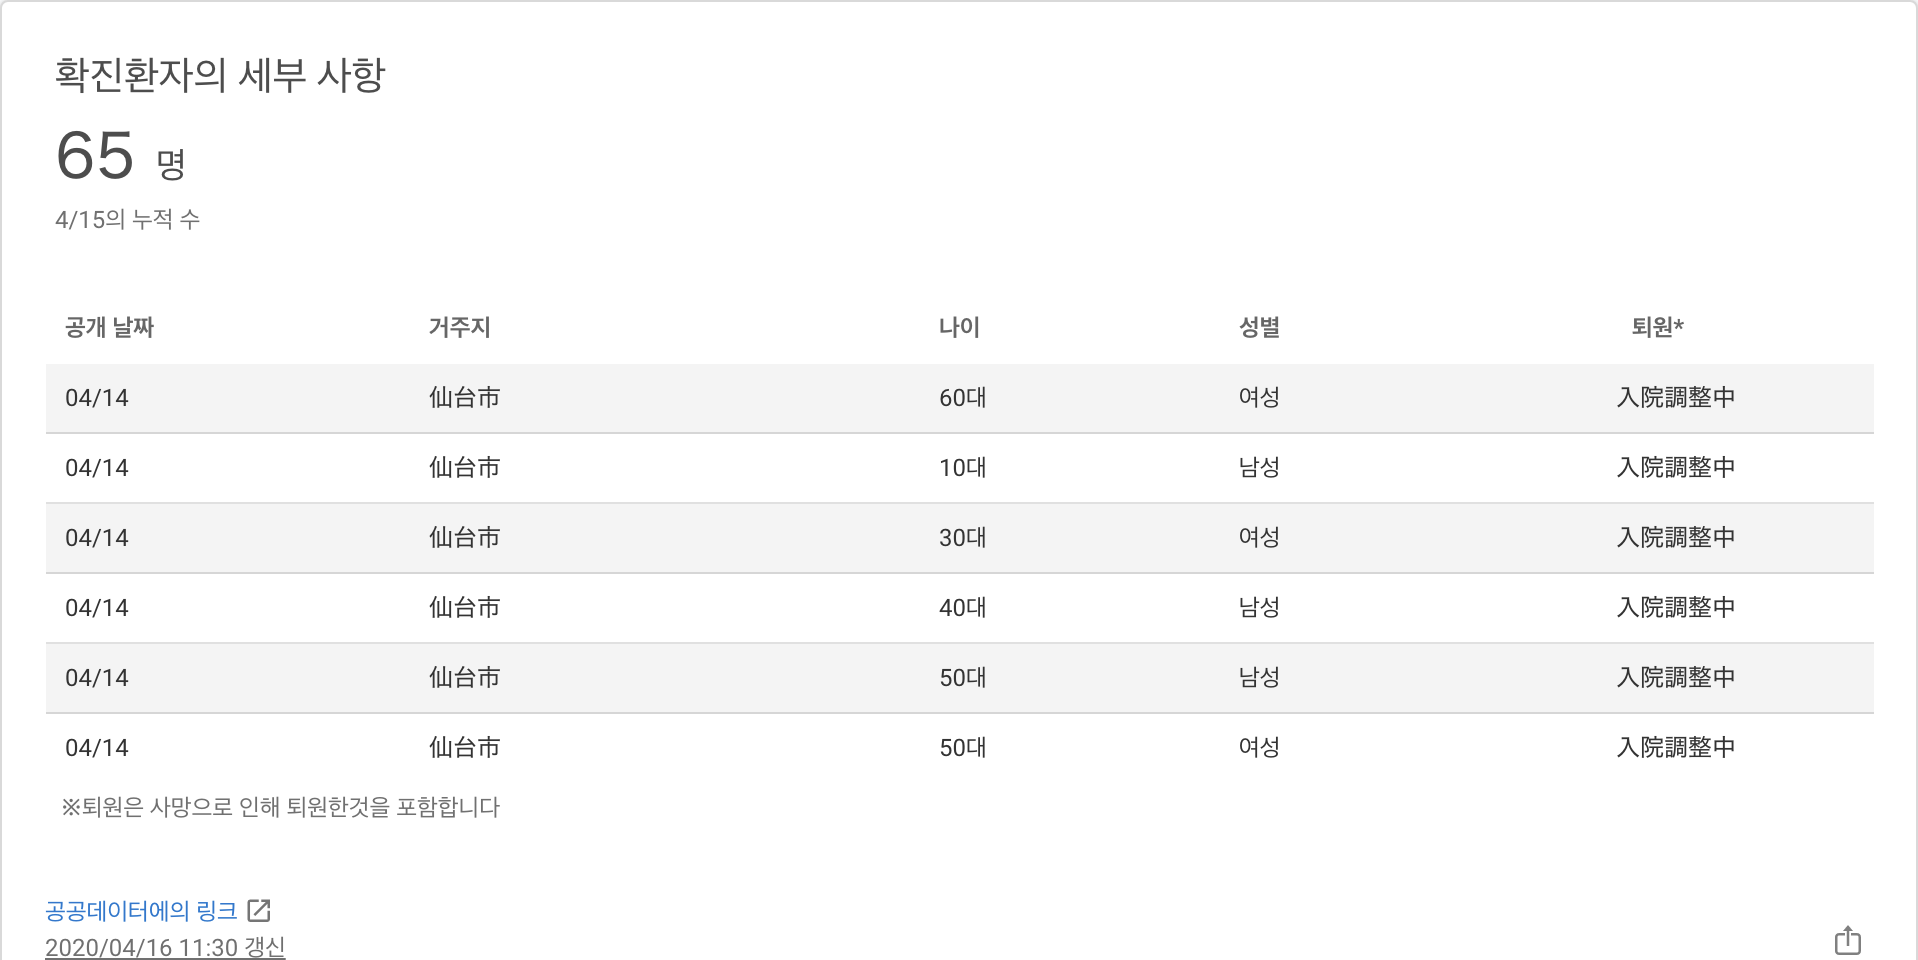 확진환자의 세부 사항
65 명
4/15의 누적 수
공개 날짜 거주지 나이 성별 퇴원*
04/14 仙台市 60대 여성 入院調整中
04/14 仙台市 10대 남성 入院調整中
04/14 仙台市 30대 여성 入院調整中
04/14 仙台市 40대 남성 入院調整中
04/14 仙台市 50대 남성 入院調整中
04/14 仙台市 50대 여성 入院調整中
※퇴원은 사망으로 인해 퇴원한것을 포함합니다
공공데이터에의 링크
2020/04/16 11:30 갱신